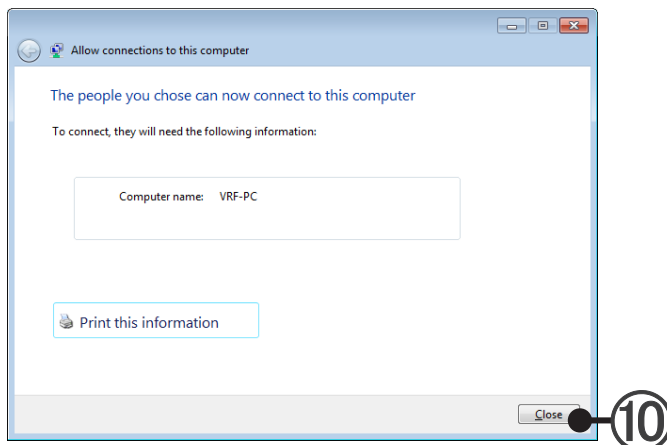 Allow connections to this computer
The people you chose can now connect to this computer
To connect, they will need the following information:
Computer name: VRF-PC
Print this information
Close
⑩